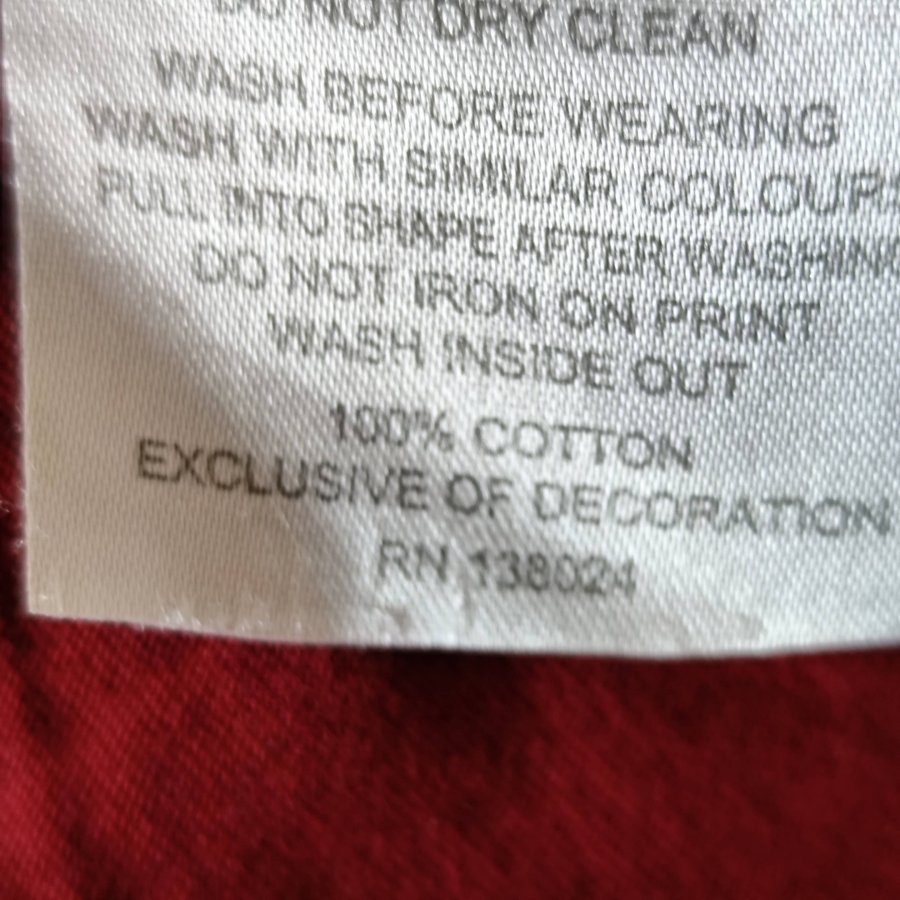 DO NOT DRY CLEAN
WASH BEFORE WEARING
WASH WITH SIMILAR COLOURS
PULL INTO SHAPE AFTER WASHING
DO NOT IRON ON PRINT
WASH INSIDE OUT
100% COTTON
EXCLUSIVE OF DECORATION
RN 138024